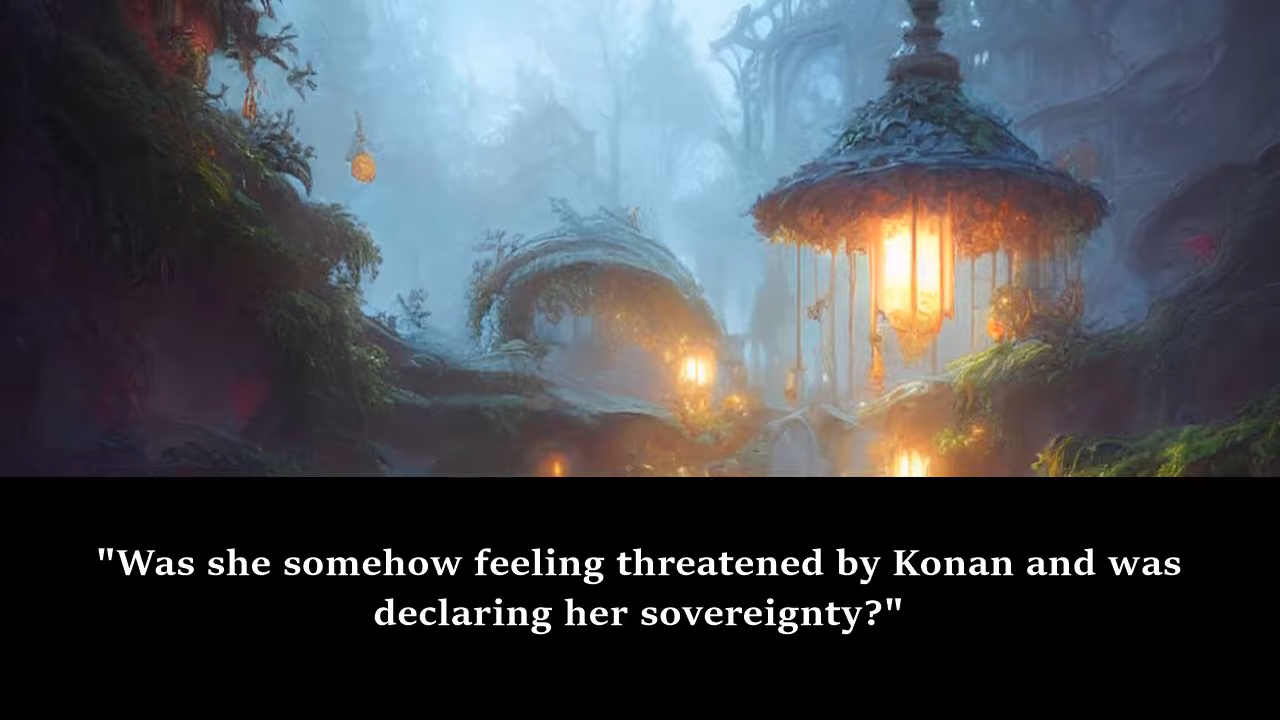 "Was she somehow feeling threatened by Konan and was
declaring her sovereignty?"